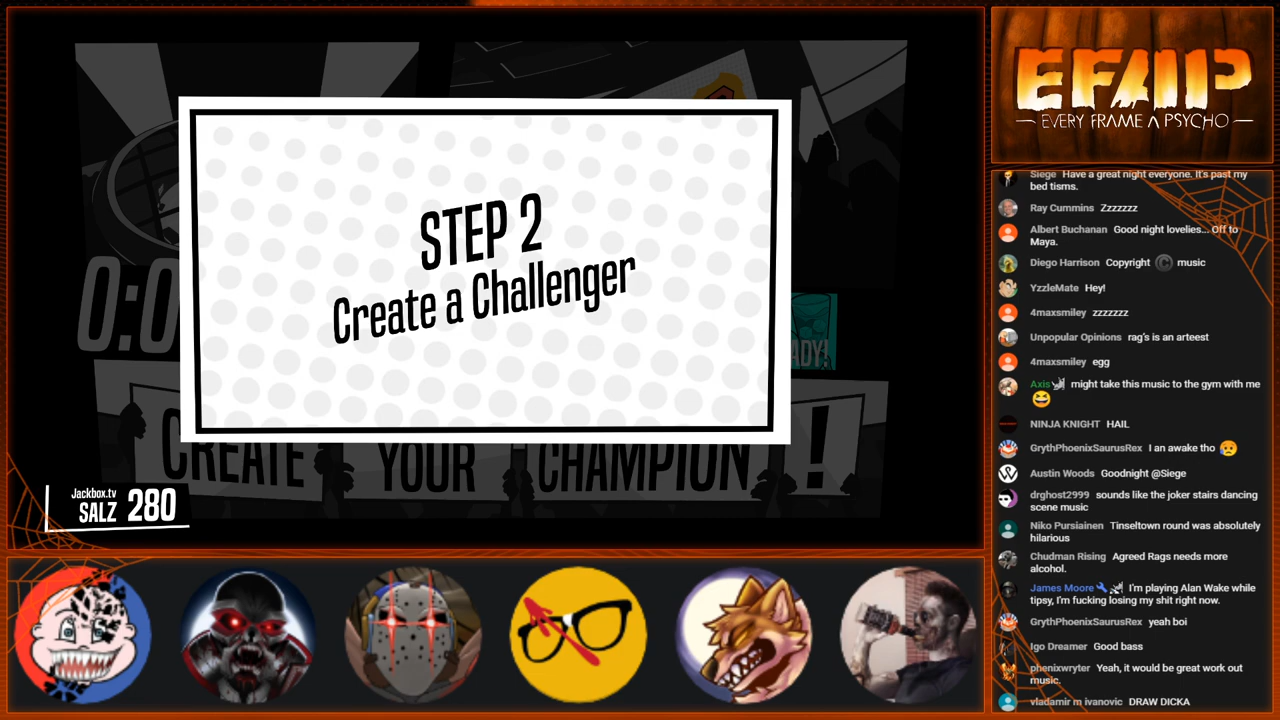 STEP 2
Create a Challenger
0:0
ADY!
CREATE YOUR CHAMPION !
Jackbox.tv
SALZ 280
EFAP
EVERY FRAME A PSYCHO
Siege Have a great night everyone. It's past my
bed tisms.
Ray Cummins Zzzzzzz
Albert Buchanan Good night lovelies... Off to
Maya.
Diego Harrison Copyright © music
YzzleMate Hey!
4maxsmiley zzzzzzz
Unpopular Opinions rag's is an arteest
4maxsmiley egg
Axis might take this music to the gym with me
NINJA KNIGHT HAIL
GrythPhoenixSaurusRex I an awake tho
Austin Woods Goodnight @Siege
drghost2999 sounds like the joker stairs dancing
scene music
Niko Pursiainen Tinseltown round was absolutely
hilarious
Chudman Rising Agreed Rags needs more
alcohol.
James Moore I'm playing Alan Wake while
tipsy, I'm fucking losing my shit right now.
GrythPhoenixSaurusRex yeah boi
Igo Dreamer Good bass
phenixwryter Yeah, it would be great work out
music.
vladamir m ivanovic DRAW DICKA